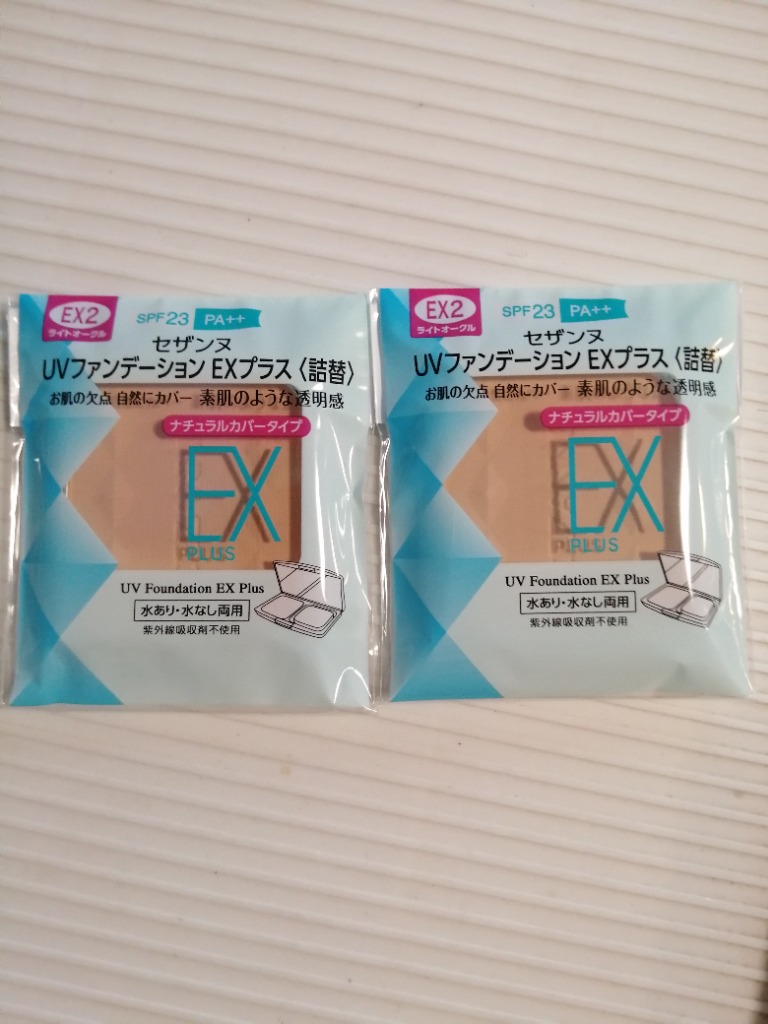 EX2
ライトオークル
SPF23 PA++
セザンヌ
UVファンデーション EXプラス〈詰替〉
お肌の欠点 自然にカバー 素肌のような透明感
ナチュラルカバータイプ
EX
PLUS
UV Foundation EX Plus
水あり・水なし両用
紫外線吸収剤不使用
EX2
ライトオークル
SPF23 PA++
セザンヌ
UVファンデーション EXプラス〈詰替〉
お肌の欠点 自然にカバー 素肌のような透明感
ナチュラルカバータイプ
EX
PLUS
UV Foundation EX Plus
水あり・水なし両用
紫外線吸収剤不使用